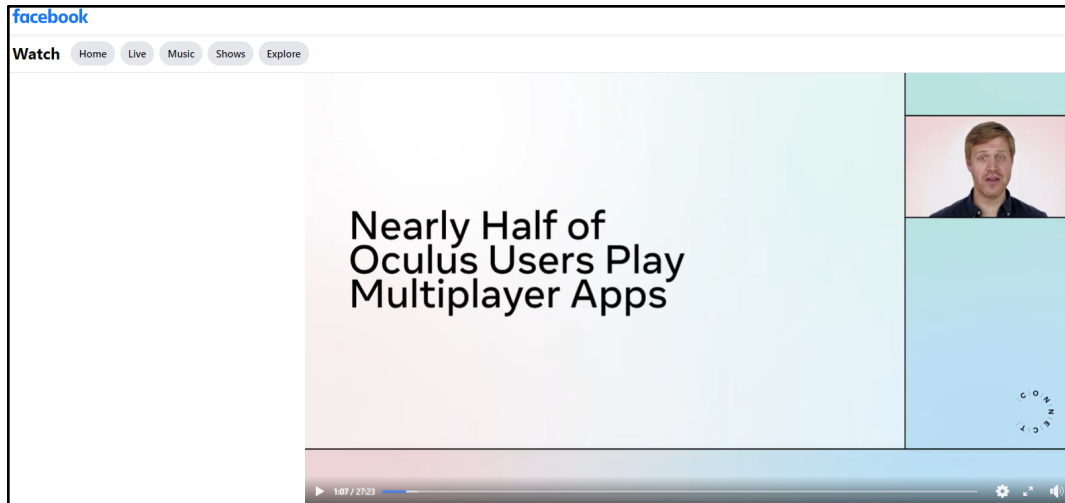 facebook
Watch Home Live Music Shows Explore
Nearly Half of
Oculus Users Play
Multiplayer Apps
CONNECT
1:07 / 27:23